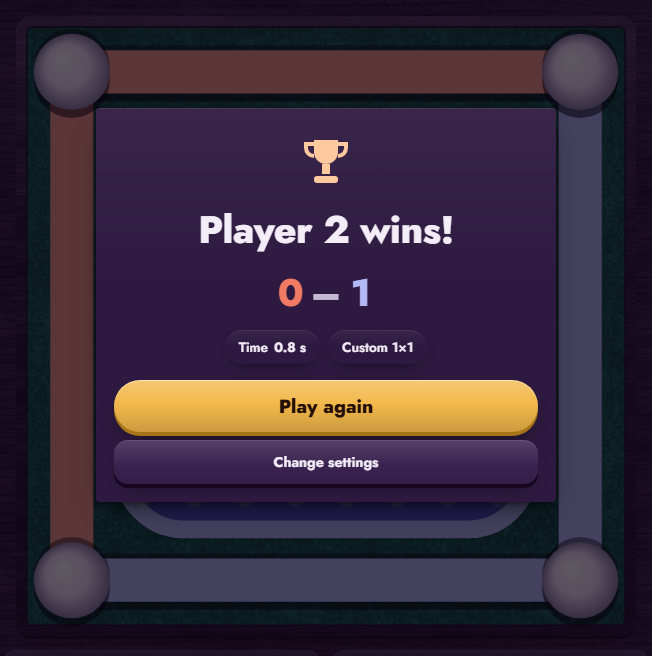 Player 2 wins!
0 – 1
Time 0.8 s Custom 1×1
Play again
Change settings